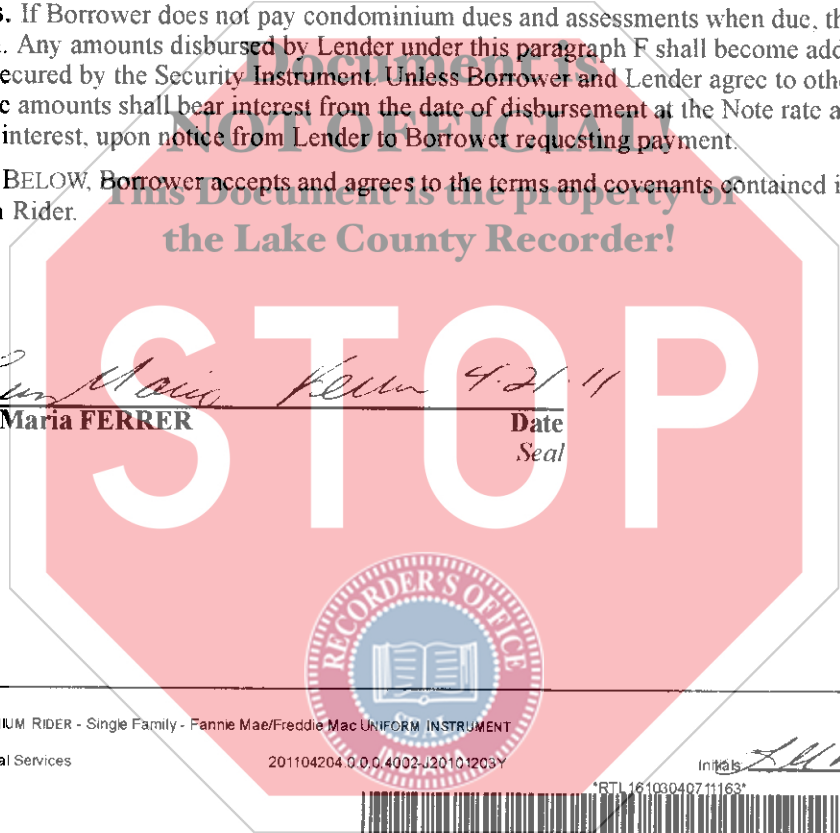 s. If Borrower does not pay condominium dues and assessments when due, th
. Any amounts disbursed by Lender under this paragraph F shall become add
ecured by the Security Instrument. Unless Borrower and Lender agree to othe
e amounts shall bear interest from the date of disbursement at the Note rate a
interest, upon notice from Lender to Borrower requesting payment.
Document is
NOT OFFICIAL!
BELOW, Borrower accepts and agrees to the terms and covenants contained i
Rider.
This Document is the property of
the Lake County Recorder!
STOP
Maria Ferrer 4.21.11
Maria FERRER Date
Seal
RECORDER'S OFFICE
SEAL
INDIANA
IUM RIDER - Single Family - Fannie Mae/Freddie Mac UNIFORM INSTRUMENT
al Services 201104204.0.0.0.4002-J20101203Y Initials
*RTL16103040711163*